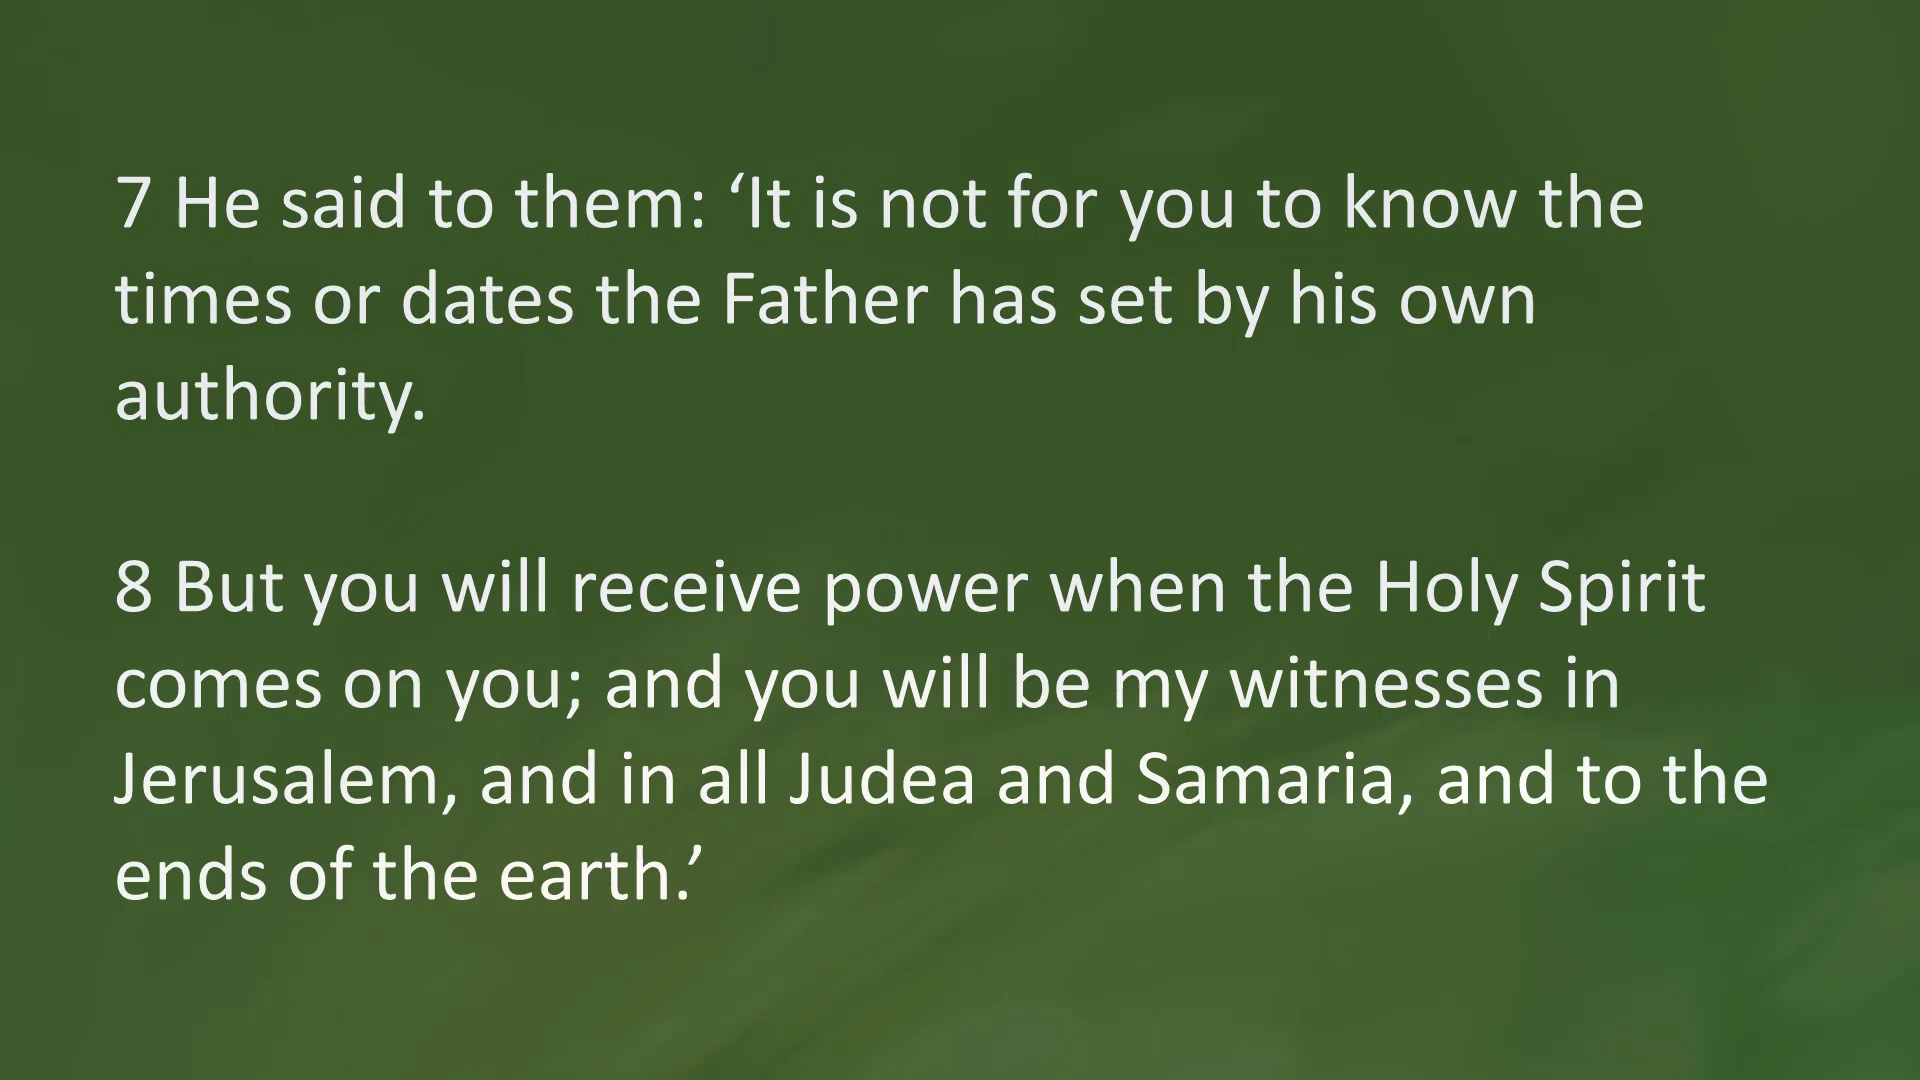 7 He said to them: ‘It is not for you to know the
times or dates the Father has set by his own
authority.
8 But you will receive power when the Holy Spirit
comes on you; and you will be my witnesses in
Jerusalem, and in all Judea and Samaria, and to the
ends of the earth.’